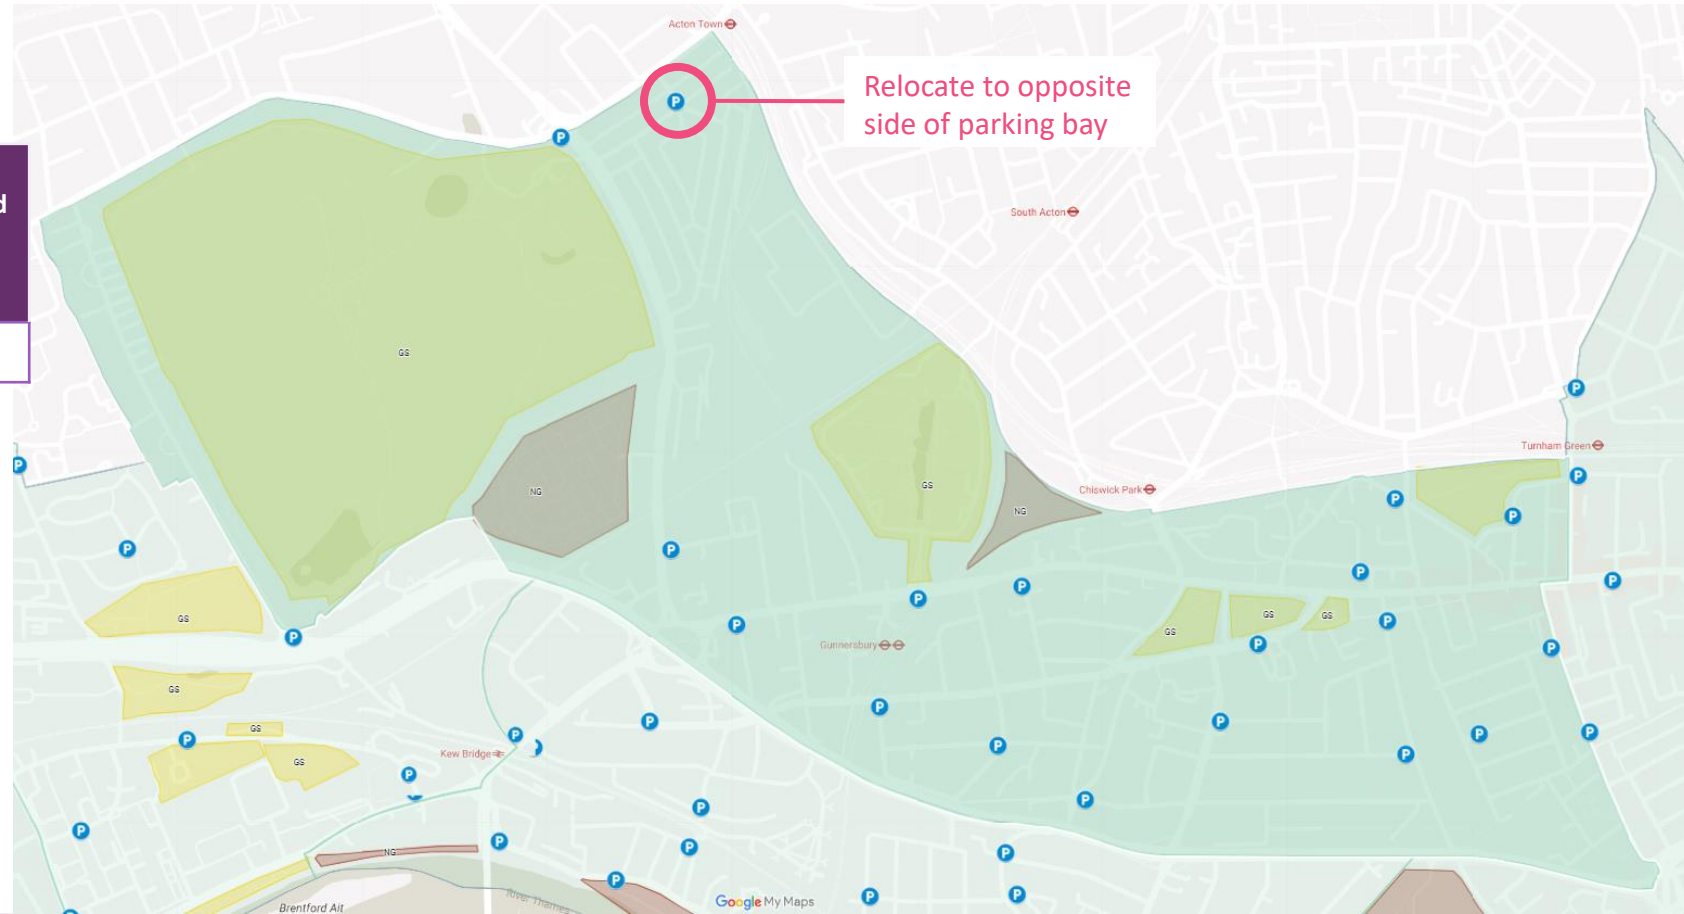 Acton Town
Relocate to opposite
side of parking bay
P
P
d
South Acton
GS
P
Turnham Green
P
P
GS
Chiswick Park
NG
NG
P
P
P
P
P
P
P
P
GS
GS
GS
P
P
GS
P
P
Gunnersbury
P
P
GS
P
P
P
GS
P
P
P
P
P
Kew Bridge
P
GS
P
P
P
P
P
P
NG
P
P
P
P
Google My Maps
P
River Thames
Brentford Ait